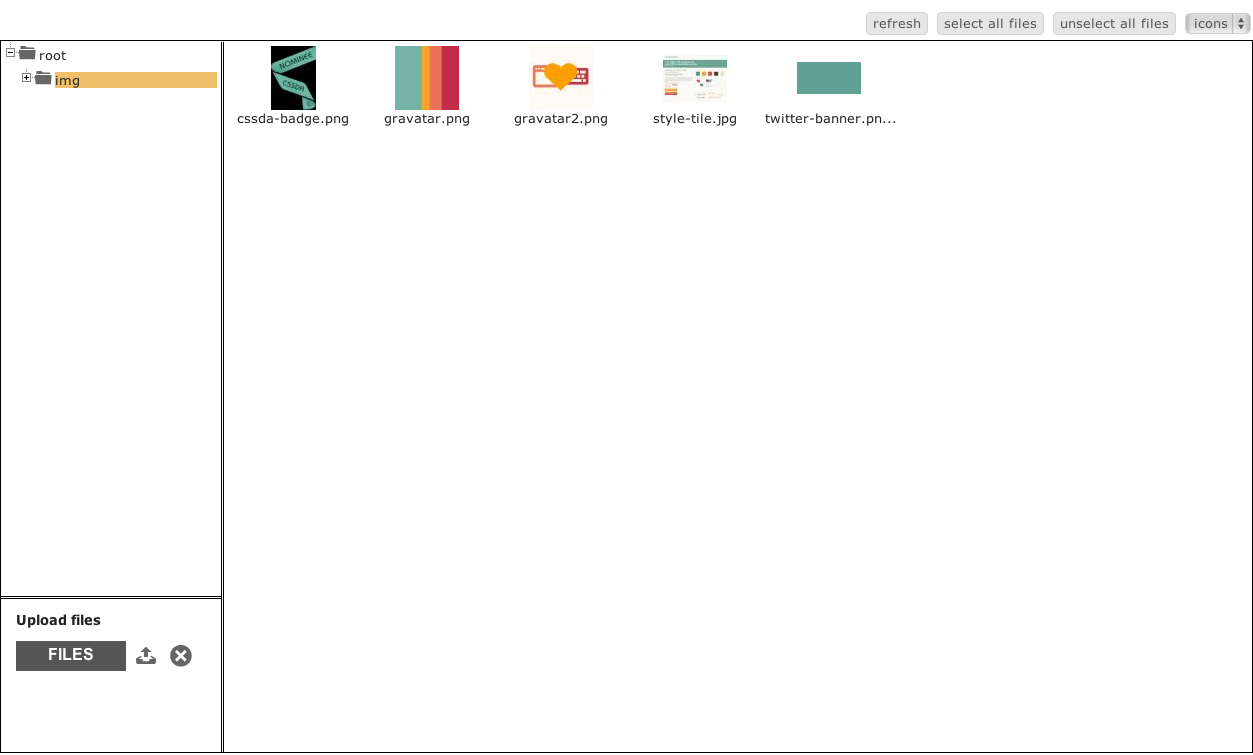 refresh
select all files
unselect all files
icons
root
img
NOMINEE
CSSDA
cssda-badge.png
gravatar.png
gravatar2.png
style-tile.jpg
twitter-banner.pn...
Upload files
FILES